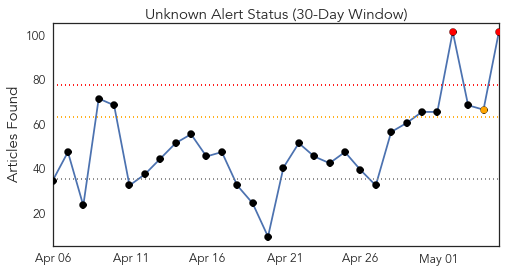 Unknown Alert Status (30-Day Window)
Articles Found
100
80
60
40
20
Apr 06
Apr 11
Apr 16
Apr 21
Apr 26
May 01